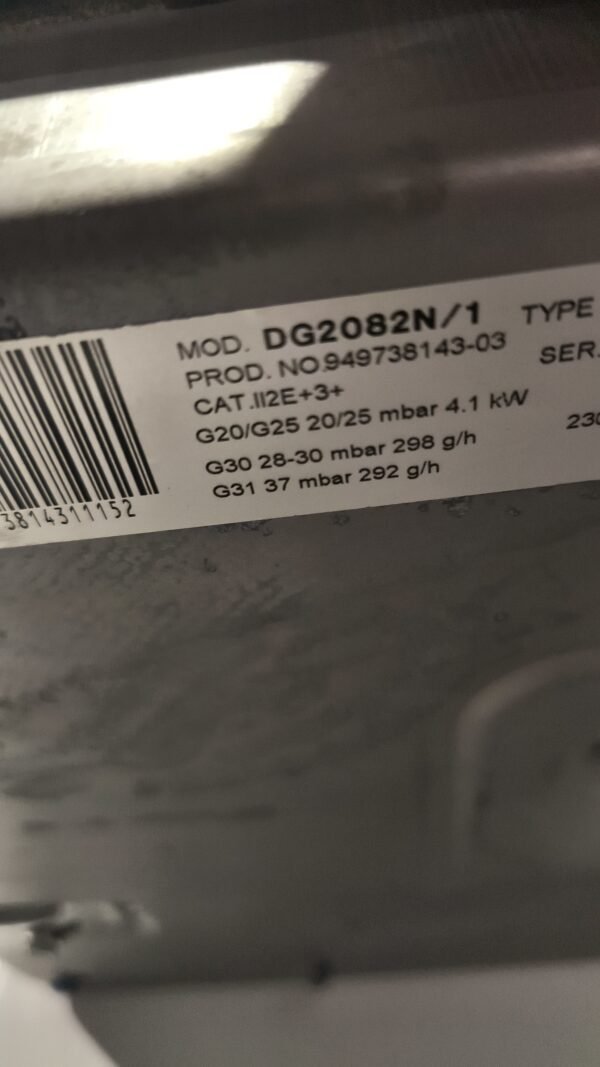 MOD. DG2082N/1 TYPE
PROD. NO.949738143-03 SER.
CAT.II2E+3+
G20/G25 20/25 mbar 4.1 kW
G30 28-30 mbar 298 g/h 230
G31 37 mbar 292 g/h
3814311152